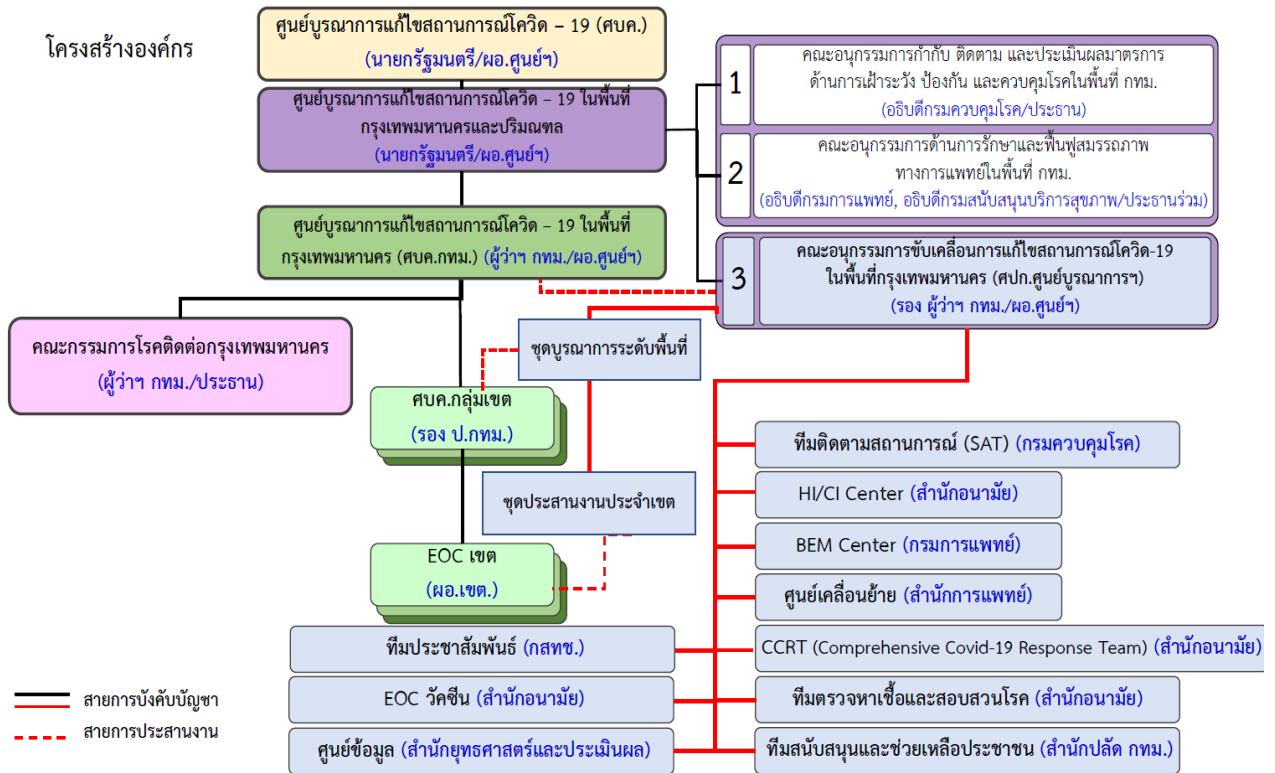 โครงสร้างองค์กร
ศูนย์บูรณาการแก้ไขสถานการณ์โควิด – 19 (ศบค.)
(นายกรัฐมนตรี/ผอ.ศูนย์ฯ)
ศูนย์บูรณาการแก้ไขสถานการณ์โควิด – 19 ในพื้นที่
กรุงเทพมหานครและปริมณฑล
(นายกรัฐมนตรี/ผอ.ศูนย์ฯ)
1
คณะอนุกรรมการกำกับ ติดตาม และประเมินผลมาตรการ
ด้านการเฝ้าระวัง ป้องกัน และควบคุมโรคในพื้นที่ กทม.
(อธิบดีกรมควบคุมโรค/ประธาน)
2
คณะอนุกรรมการด้านการรักษาและฟื้นฟูสมรรถภาพ
ทางการแพทย์ในพื้นที่ กทม.
(อธิบดีกรมการแพทย์, อธิบดีกรมสนับสนุนบริการสุขภาพ/ประธานร่วม)
ศูนย์บูรณาการแก้ไขสถานการณ์โควิด – 19 ในพื้นที่
กรุงเทพมหานคร (ศบค.กทม.) (ผู้ว่าฯ กทม./ผอ.ศูนย์ฯ)
3
คณะอนุกรรมการขับเคลื่อนการแก้ไขสถานการณ์โควิด-19
ในพื้นที่กรุงเทพมหานคร (ศปก.ศูนย์บูรณาการฯ)
(รอง ผู้ว่าฯ กทม./ผอ.ศูนย์ฯ)
คณะกรรมการโรคติดต่อกรุงเทพมหานคร
(ผู้ว่าฯ กทม./ประธาน)
ชุดบูรณาการระดับพื้นที่
ศบค.กลุ่มเขต
(รอง ป.กทม.)
ชุดประสานงานประจำเขต
EOC เขต
(ผอ.เขต.)
ทีมติดตามสถานการณ์ (SAT) (กรมควบคุมโรค)
HI/CI Center (สำนักอนามัย)
BEM Center (กรมการแพทย์)
ศูนย์เคลื่อนย้าย (สำนักการแพทย์)
ทีมประชาสัมพันธ์ (กสทช.)
CCRT (Comprehensive Covid-19 Response Team) (สำนักอนามัย)
EOC วัคซีน (สำนักอนามัย)
ทีมตรวจหาเชื้อและสอบสวนโรค (สำนักอนามัย)
ศูนย์ข้อมูล (สำนักยุทธศาสตร์และประเมินผล)
ทีมสนับสนุนและช่วยเหลือประชาชน (สำนักปลัด กทม.)
สายการบังคับบัญชา
สายการประสานงาน